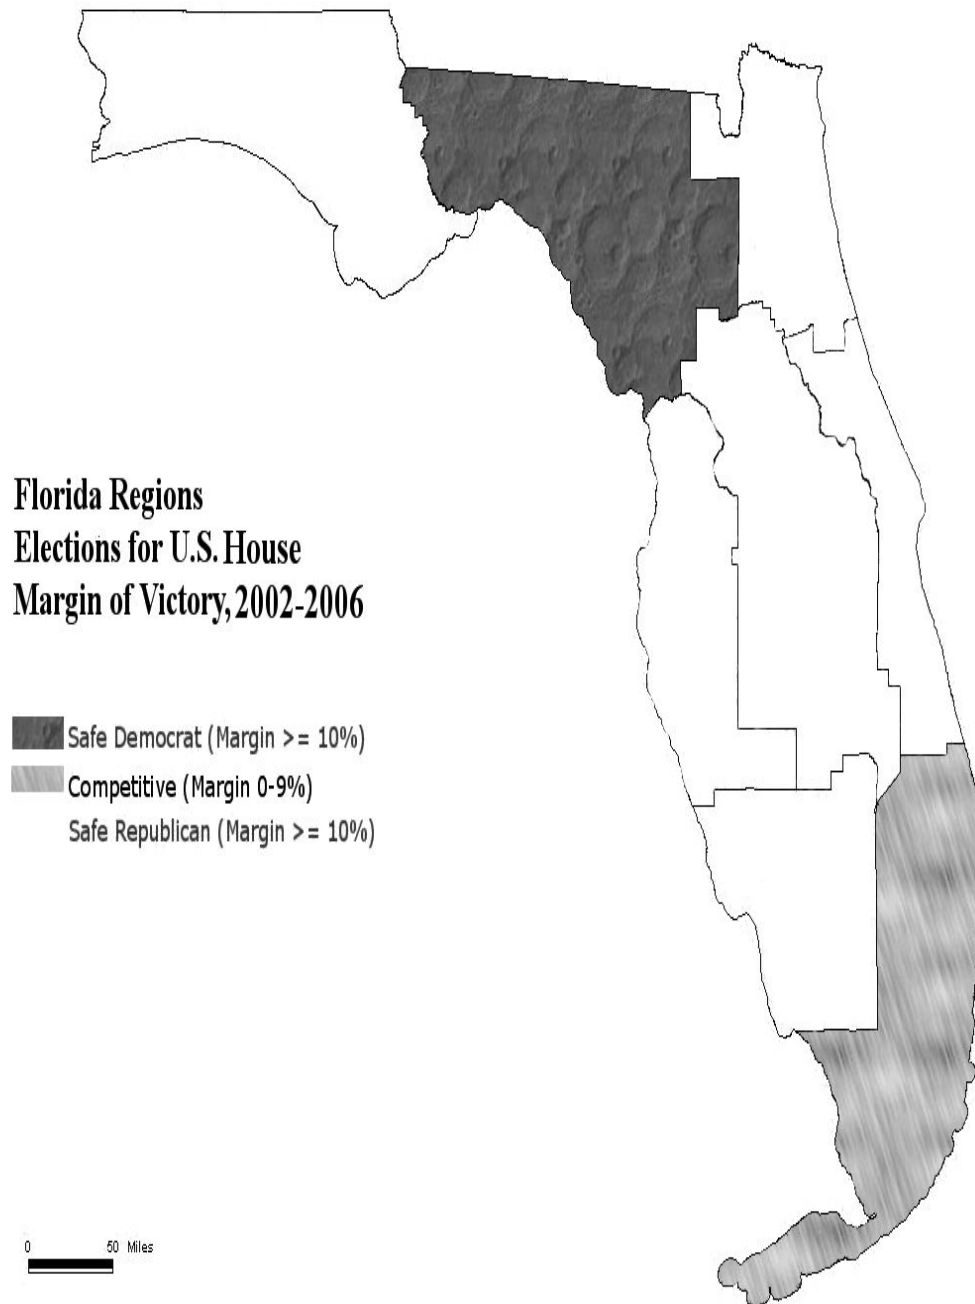 Florida Regions
Elections for U.S. House
Margin of Victory, 2002-2006
Safe Democrat (Margin >= 10%)
Competitive (Margin 0-9%)
Safe Republican (Margin >= 10%)
0 50 Miles